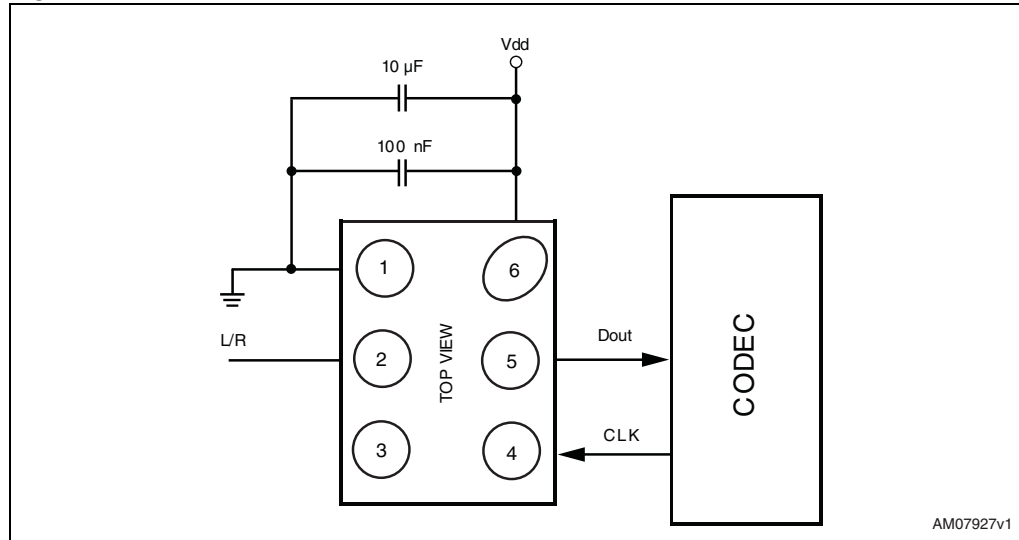 Vdd
10 µF
100 nF
1
6
L/R
2
TOP VIEW
5
Dout
CODEC
3
4
CLK
AM07927v1